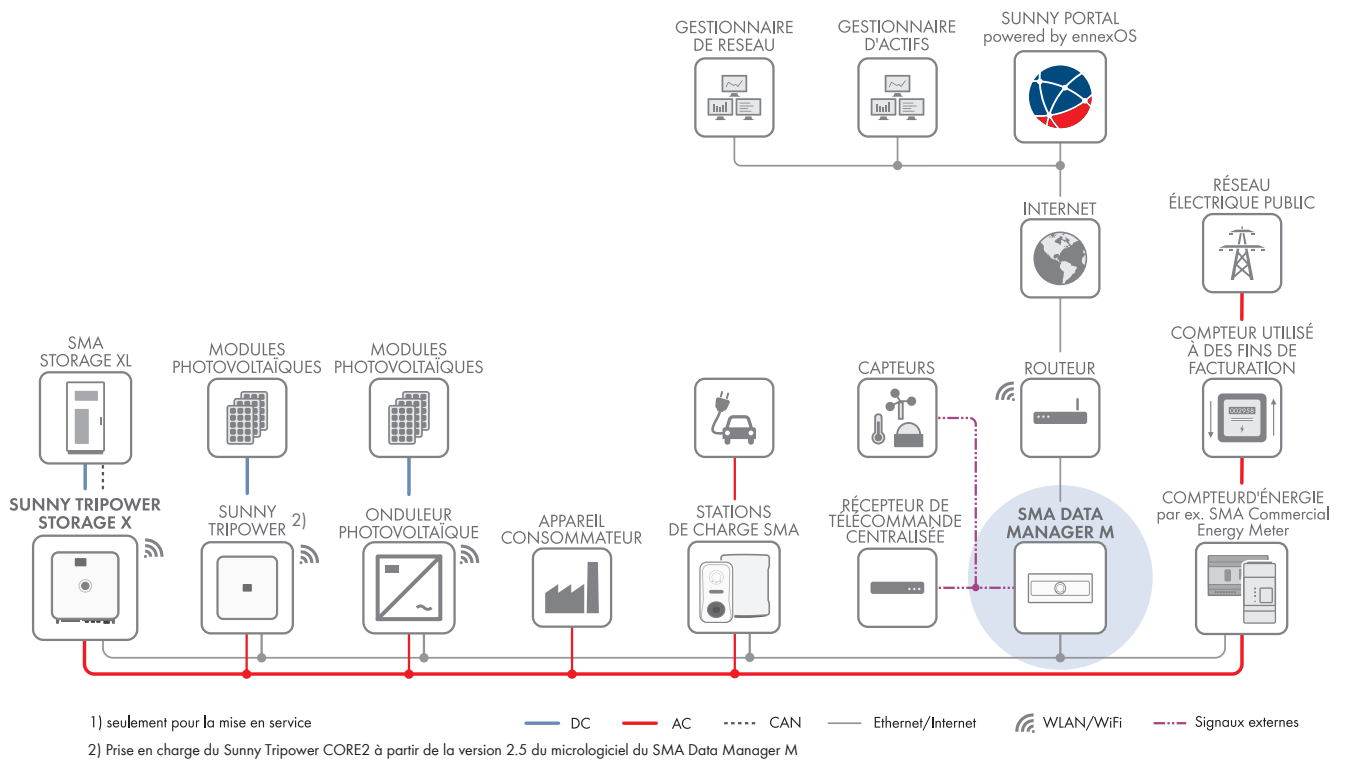 GESTIONNAIRE
DE RESEAU
GESTIONNAIRE
D'ACTIFS
SUNNY PORTAL
powered by ennexOS
INTERNET
RÉSEAU
ÉLECTRIQUE PUBLIC
SMA
STORAGE XL
MODULES
PHOTOVOLTAÏQUES
MODULES
PHOTOVOLTAÏQUES
CAPTEURS
ROUTEUR
COMPTEUR UTILISÉ
À DES FINS DE
FACTURATION
002958
SUNNY TRIPOWER
STORAGE X
SUNNY
TRIPOWER 2)
ONDULEUR
PHOTOVOLTAÏQUE
APPAREIL
CONSOMMATEUR
STATIONS
DE CHARGE SMA
RÉCEPTEUR DE
TÉLÉCOMMANDE
CENTRALISÉE
SMA DATA
MANAGER M
COMPTEURD'ÉNERGIE
par ex. SMA Commercial
Energy Meter
1) seulement pour la mise en service
DC
AC
CAN
Ethernet/Internet
WLAN/WiFi
Signaux externes
2) Prise en charge du Sunny Tripower CORE2 à partir de la version 2.5 du micrologiciel du SMA Data Manager M